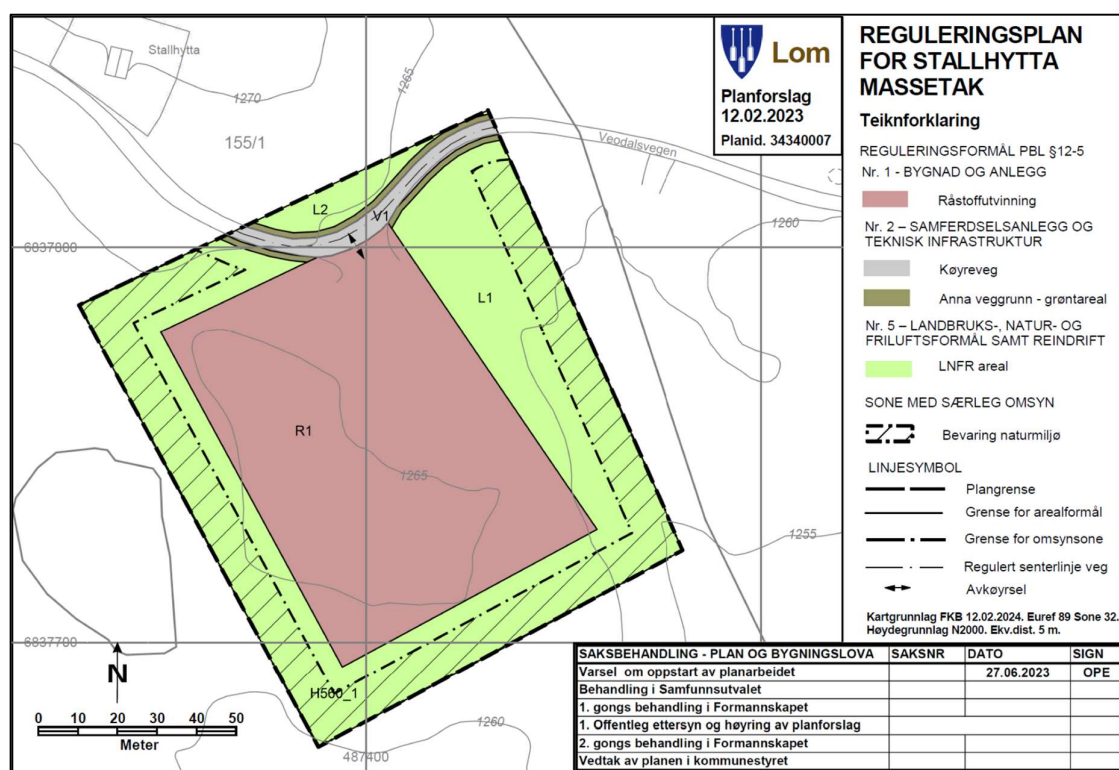 Stallhytta
1270
1265
155/1
Veodalsvegen
L2
V1
1260
6837800
L1
R1
1265
1255
6837700
N
H560_1
1260
0 10 20 30 40 50
Meter
487400
Lom
Planforslag
12.02.2023
Planid. 34340007
REGULERINGSPLAN
FOR STALLHYTTA
MASSETAK
Teiknforklaring
REGULERINGSFORMÅL PBL §12-5
Nr. 1 - BYGNAD OG ANLEGG
Råstoffutvinning
Nr. 2 – SAMFERDSELSANLEGG OG
TEKNISK INFRASTRUKTUR
Køyreveg
Anna veggrunn - grøntareal
Nr. 5 – LANDBRUKS-, NATUR- OG
FRILUFTSFORMÅL SAMT REINDRIFT
LNFR areal
SONE MED SÆRLEG OMSYN
Bevaring naturmiljø
LINJESYMBOL
Plangrense
Grense for arealformål
Grense for omsynsone
Regulert senterlinje veg
Avkøyrsel
Kartgrunnlag FKB 12.02.2024. Euref 89 Sone 32.
Høydegrunnlag N2000. Ekv.dist. 5 m.
SAKSBEHANDLING - PLAN OG BYGNINGSLOVA SAKSNR DATO SIGN
Varsel om oppstart av planarbeidet 27.06.2023 OPE
Behandling i Samfunnsutvalet
1. gongs behandling i Formannskapet
1. Offentleg ettersyn og høyring av planforslag
2. gongs behandling i Formannskapet
Vedtak av planen i kommunestyret